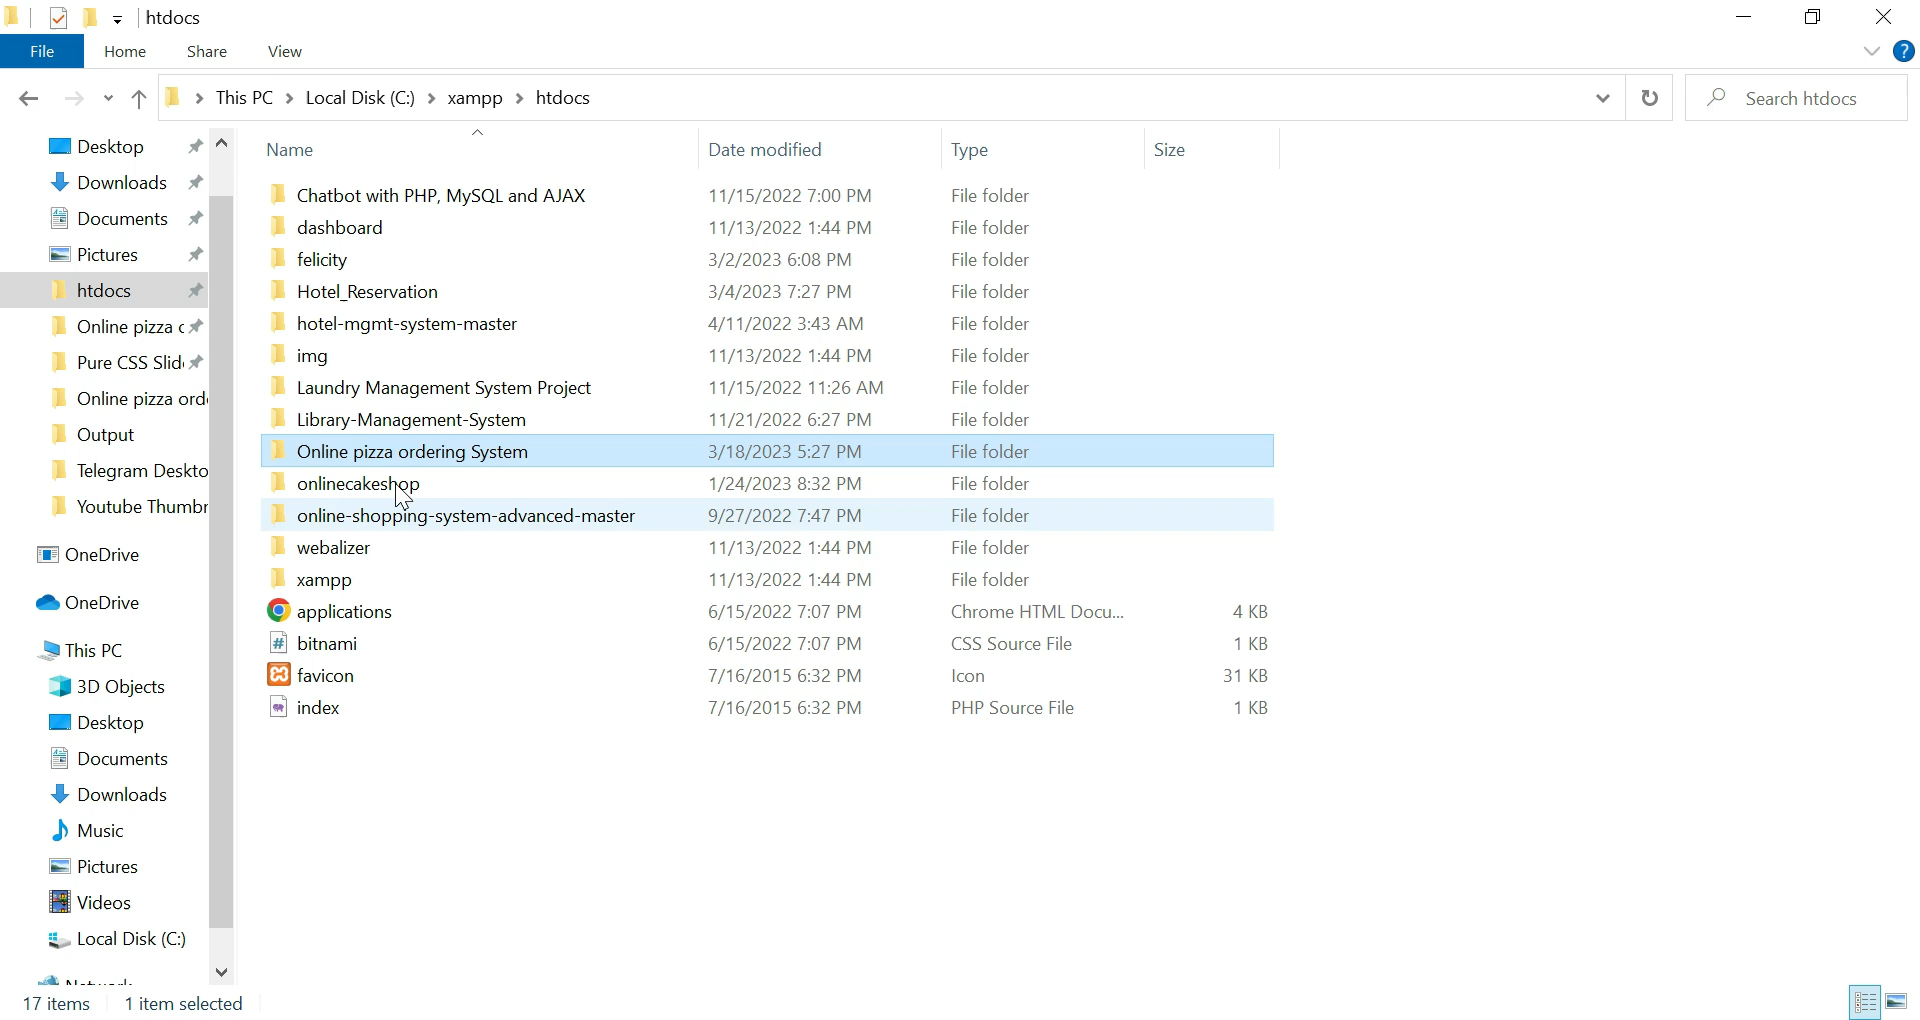 htdocs
File Home Share View
This PC > Local Disk (C:) > xampp > htdocs Search htdocs
Desktop
Downloads
Documents
Pictures
htdocs
Online pizza c
Pure CSS Slid
Online pizza ord
Output
Telegram Deskto
Youtube Thumbr
OneDrive
OneDrive
This PC
3D Objects
Desktop
Documents
Downloads
Music
Pictures
Videos
Local Disk (C:)
Name Date modified Type Size
Chatbot with PHP, MySQL and AJAX 11/15/2022 7:00 PM File folder
dashboard 11/13/2022 1:44 PM File folder
felicity 3/2/2023 6:08 PM File folder
Hotel_Reservation 3/4/2023 7:27 PM File folder
hotel-mgmt-system-master 4/11/2022 3:43 AM File folder
img 11/13/2022 1:44 PM File folder
Laundry Management System Project 11/15/2022 11:26 AM File folder
Library-Management-System 11/21/2022 6:27 PM File folder
Online pizza ordering System 3/18/2023 5:27 PM File folder
onlinecakeshop 1/24/2023 8:32 PM File folder
online-shopping-system-advanced-master 9/27/2022 7:47 PM File folder
webalizer 11/13/2022 1:44 PM File folder
xampp 11/13/2022 1:44 PM File folder
applications 6/15/2022 7:07 PM Chrome HTML Docu... 4 KB
bitnami 6/15/2022 7:07 PM CSS Source File 1 KB
favicon 7/16/2015 6:32 PM Icon 31 KB
index 7/16/2015 6:32 PM PHP Source File 1 KB
17 items 1 item selected